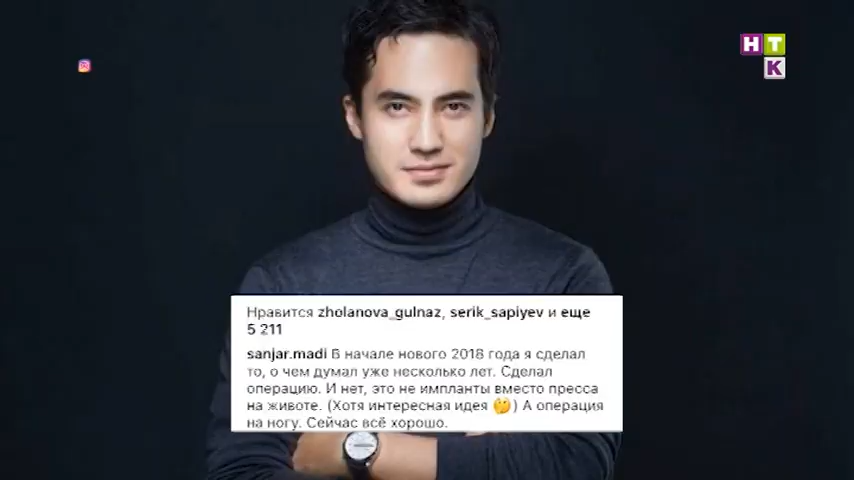 НТ
К
Нравится zholanova_gulnaz, serik_sapiyev и еще
5 211
sanjar.madi В начале нового 2018 года я сделал
то, о чем думал уже несколько лет. Сделал
операцию. И нет, это не импланты вместо пресса
на животе. (Хотя интересная идея 🤔) А операция
на ногу. Сейчас всё хорошо.